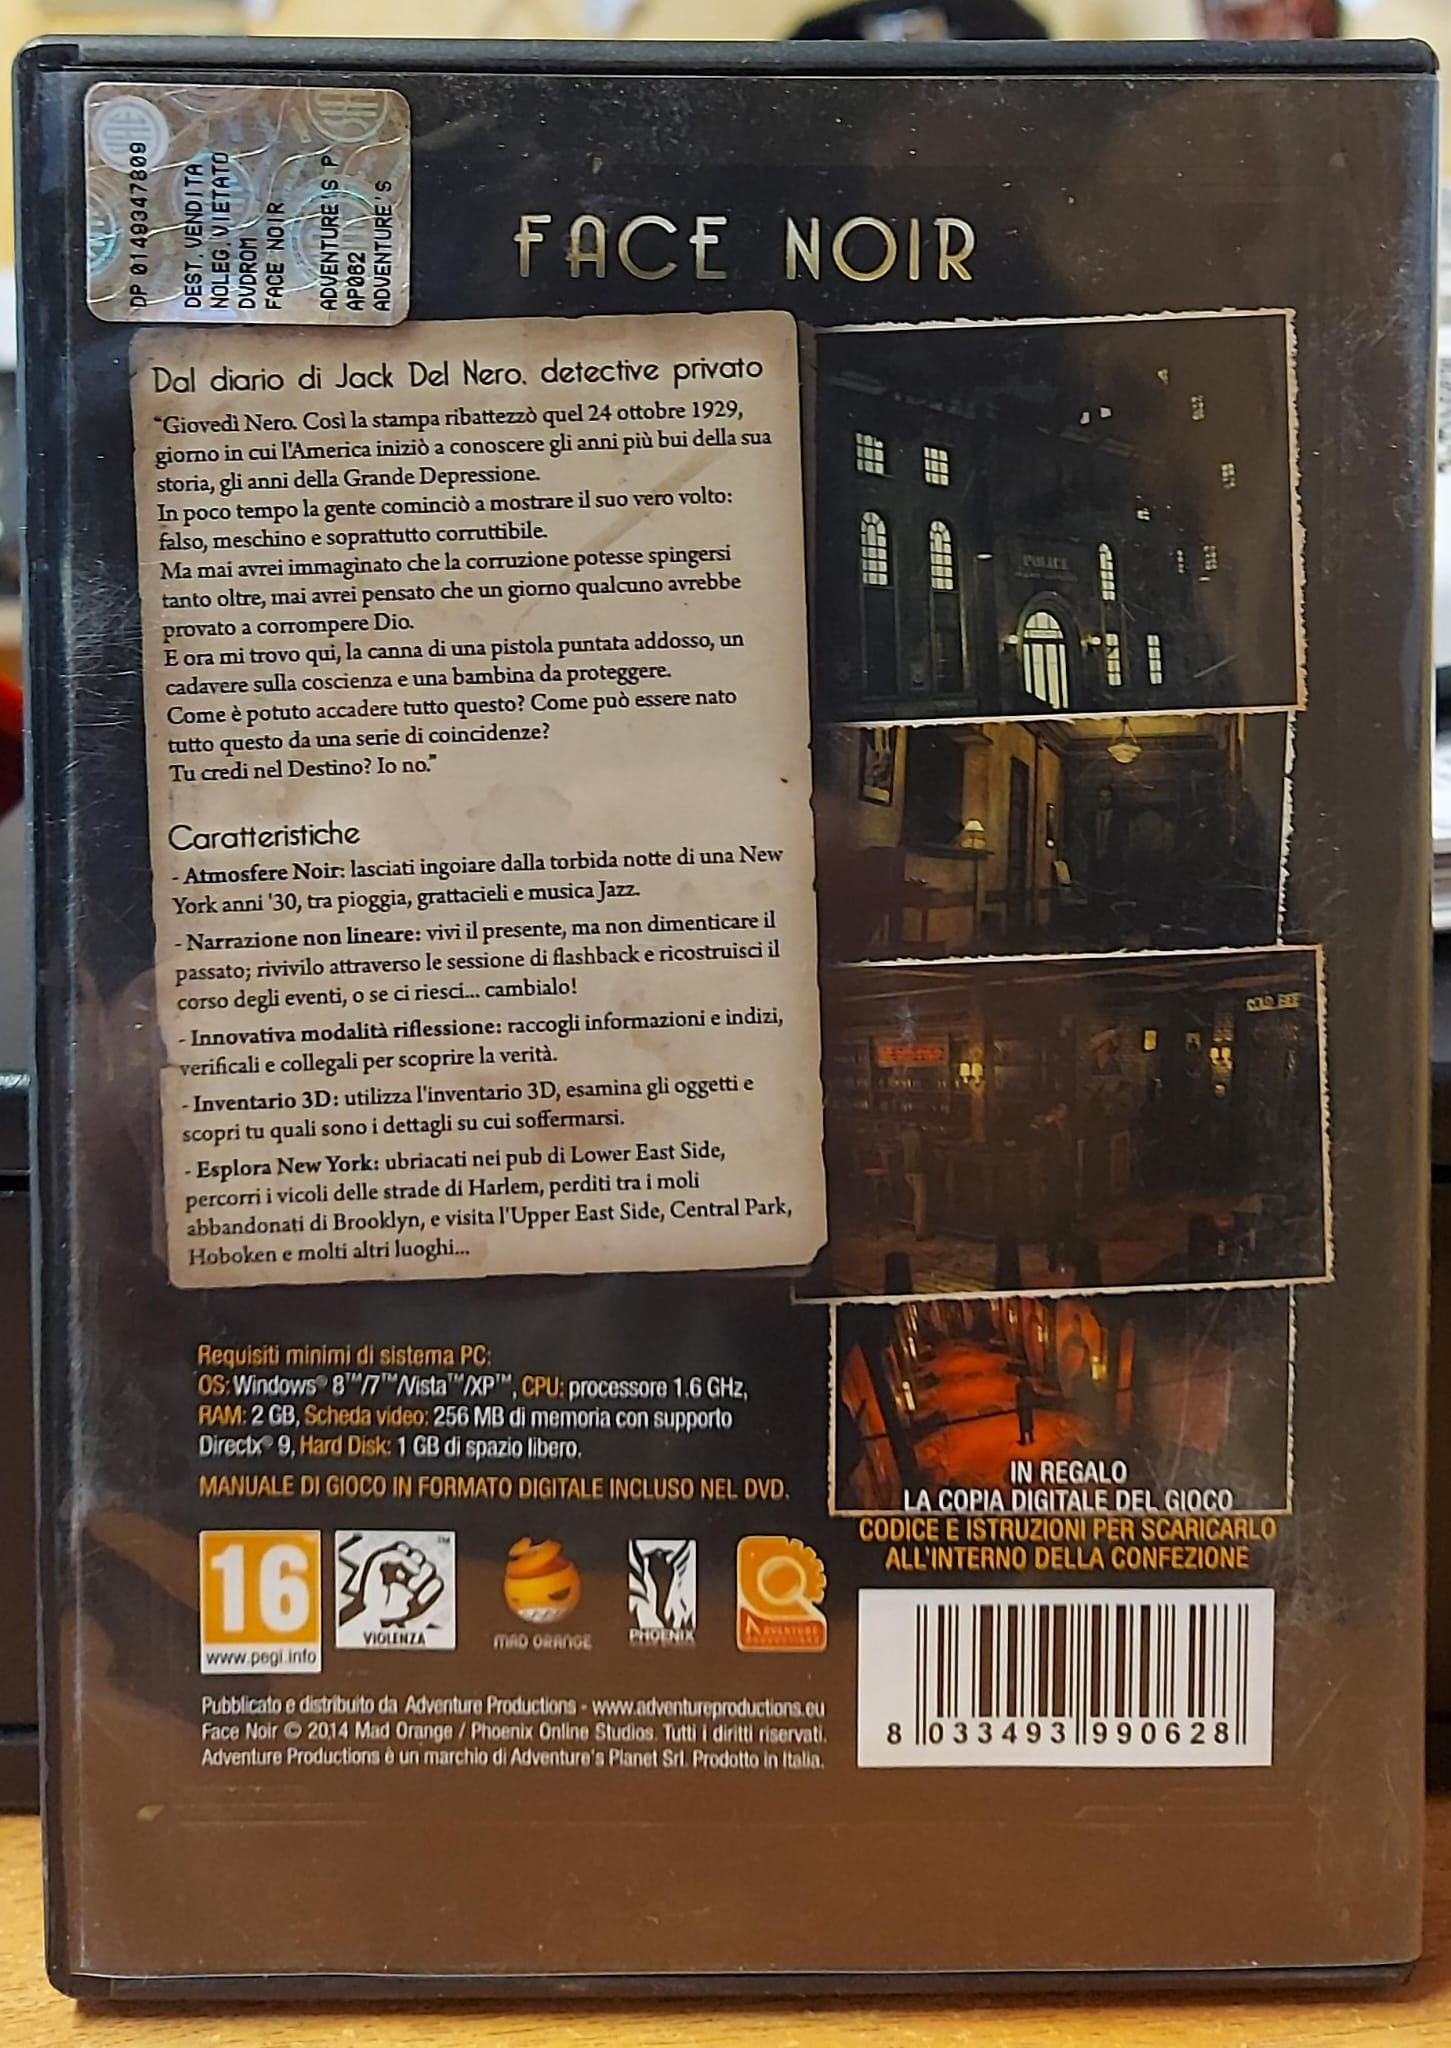 DP 0149347809
DEST.VENDITA
NOLEG.VIETATO
DVDROM
FACE NOIR
ADVENTURE'S P
AP062
ADVENTURE'S
FACE NOIR
Dal diario di Jack Del Nero. detective privato
"Giovedì Nero. Così la stampa ribattezzò quel 24 ottobre 1929,
giorno in cui l'America iniziò a conoscere gli anni più bui della sua
storia, gli anni della Grande Depressione.
In poco tempo la gente cominciò a mostrare il suo vero volto:
falso, meschino e soprattutto corruttibile.
Ma mai avrei immaginato che la corruzione potesse spingersi
tanto oltre, mai avrei pensato che un giorno qualcuno avrebbe
provato a corrompere Dio.
E ora mi trovo qui, la canna di una pistola puntata addosso, un
cadavere sulla coscienza e una bambina da proteggere.
Come è potuto accadere tutto questo? Come può essere nato
tutto questo da una serie di coincidenze?
Tu credi nel Destino? Io no."
Caratteristiche
- Atmosfere Noir: lasciati ingoiare dalla torbida notte di una New
York anni '30, tra pioggia, grattacieli e musica Jazz.
- Narrazione non lineare: vivi il presente, ma non dimenticare il
passato; rivivilo attraverso le sessione di flashback e ricostruisci il
corso degli eventi, o se ci riesci... cambialo!
- Innovativa modalità riflessione: raccogli informazioni e indizi,
verificali e collegali per scoprire la verità.
- Inventario 3D: utilizza l'inventario 3D, esamina gli oggetti e
scopri tu quali sono i dettagli su cui soffermarsi.
- Esplora New York: ubriacati nei pub di Lower East Side,
percorri i vicoli delle strade di Harlem, perditi tra i moli
abbandonati di Brooklyn, e visita l'Upper East Side, Central Park,
Hoboken e molti altri luoghi...
POLICE
Requisiti minimi di sistema PC:
OS: Windows® 8™/7™/Vista™/XP™, CPU: processore 1.6 GHz,
RAM: 2 GB, Scheda video: 256 MB di memoria con supporto
Directx® 9, Hard Disk: 1 GB di spazio libero.
MANUALE DI GIOCO IN FORMATO DIGITALE INCLUSO NEL DVD.
IN REGALO
LA COPIA DIGITALE DEL GIOCO
CODICE E ISTRUZIONI PER SCARICARLO
ALL'INTERNO DELLA CONFEZIONE
16
www.pegi.info
VIOLENZA
MAD ORANGE
PHOENIX
ADVENTURE
PRODUCTIONS
Pubblicato e distribuito da Adventure Productions - www.adventureproductions.eu
Face Noir © 2014 Mad Orange / Phoenix Online Studios. Tutti i diritti riservati.
Adventure Productions è un marchio di Adventure's Planet Srl. Prodotto in Italia.
8 033493 990628